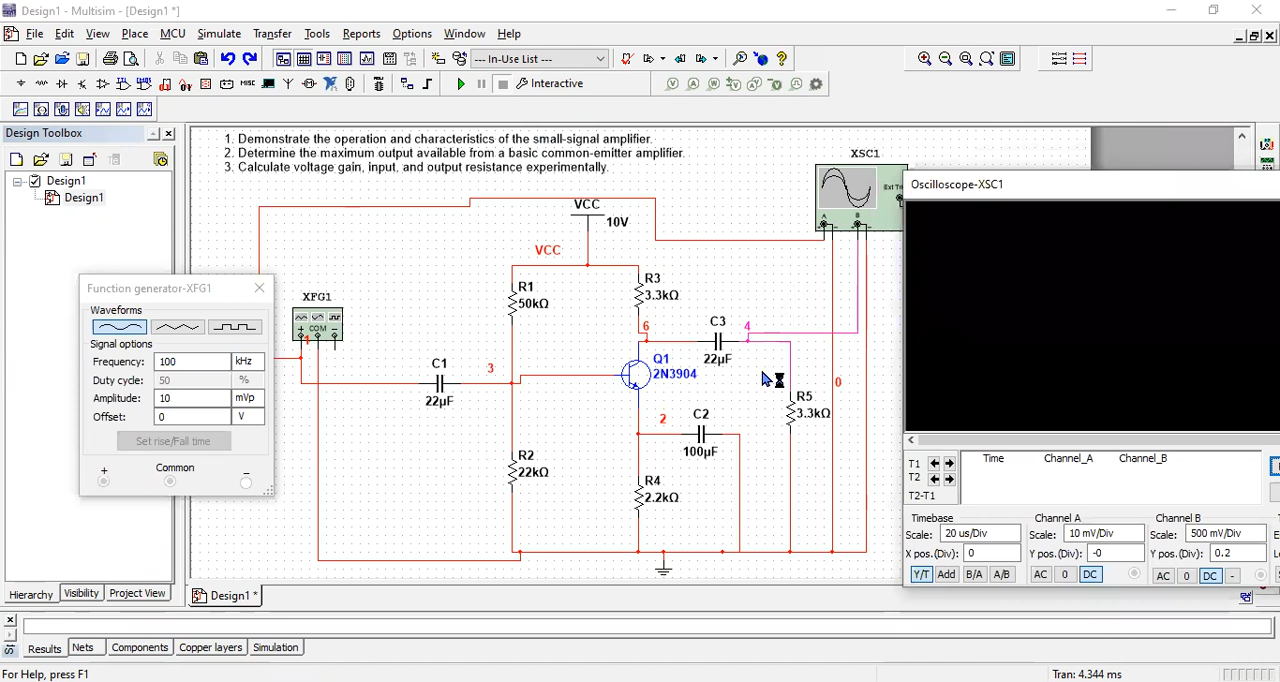 Design1 - Multisim - [Design1 *]
File Edit View Place MCU Simulate Transfer Tools Reports Options Window Help
--- In-Use List ---
Interactive
Design Toolbox
Design1
Design1
1. Demonstrate the operation and characteristics of the small-signal amplifier.
2. Determine the maximum output available from a basic common-emitter amplifier.
3. Calculate voltage gain, input, and output resistance experimentally.
XSC1
Ext Tr
A
B
Oscilloscope-XSC1
VCC
10V
VCC
R1
50kΩ
R3
3.3kΩ
Function generator-XFG1
Waveforms
Signal options
Frequency: 100 kHz
Duty cycle: 50 %
Amplitude: 10 mVp
Offset: 0 V
Set rise/Fall time
+ Common −
XFG1
COM
1
C1
22µF
3
6
C3
22µF
4
Q1
2N3904
0
R5
3.3kΩ
2
C2
100µF
R2
22kΩ
R4
2.2kΩ
Time Channel_A Channel_B
T1
T2
T2-T1
Timebase
Scale: 20 us/Div
X pos.(Div): 0
Y/T Add B/A A/B
Channel A
Scale: 10 mV/Div
Y pos.(Div): -0
AC 0 DC
Channel B
Scale: 500 mV/Div
Y pos.(Div): 0.2
AC 0 DC -
Hierarchy Visibility Project View
Design1 *
Results Nets Components Copper layers Simulation
For Help, press F1
Tran: 4.344 ms